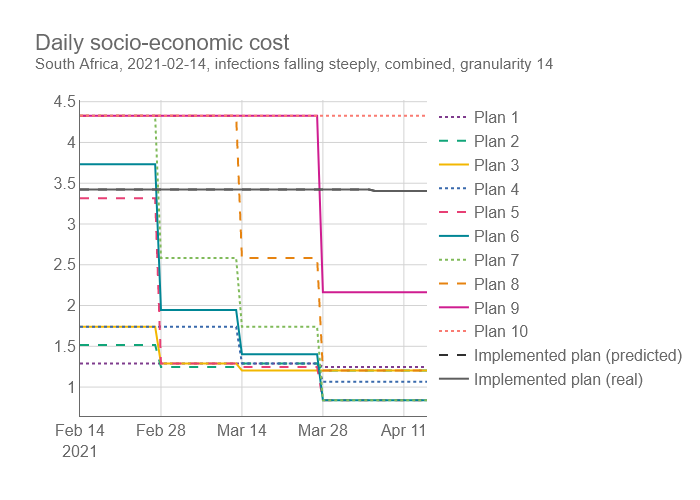 Daily socio-economic cost
South Africa, 2021-02-14, infections falling steeply, combined, granularity 14
4.5
4
3.5
3
2.5
2
1.5
1
Feb 14
2021
Feb 28
Mar 14
Mar 28
Apr 11
Plan 1
Plan 2
Plan 3
Plan 4
Plan 5
Plan 6
Plan 7
Plan 8
Plan 9
Plan 10
Implemented plan (predicted)
Implemented plan (real)